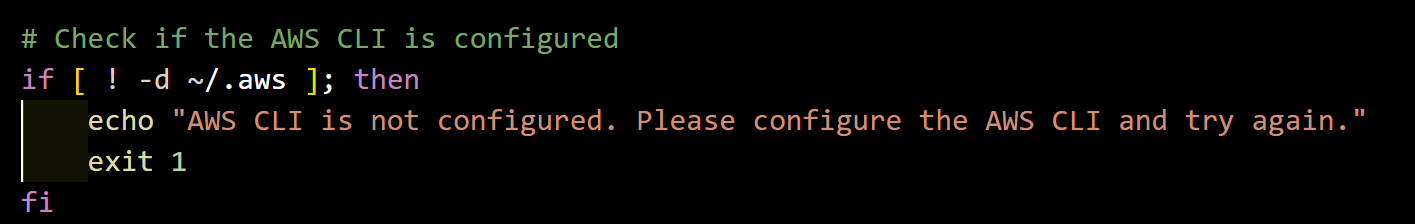 # Check if the AWS CLI is configured
if [ ! -d ~/.aws ]; then
    echo "AWS CLI is not configured. Please configure the AWS CLI and try again."
    exit 1
fi